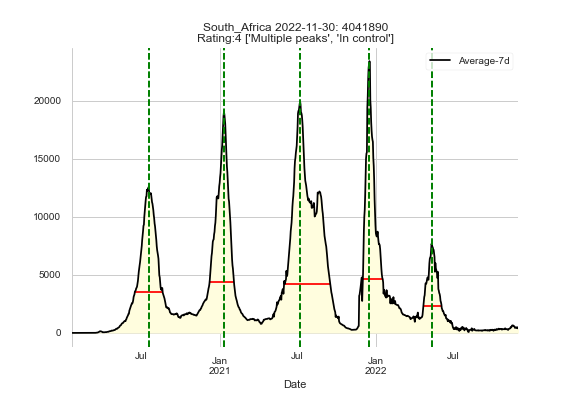 South_Africa 2022-11-30: 4041890
Rating:4 ['Multiple peaks', 'In control']
Average-7d
20000
15000
10000
5000
0
Jul
Jan
2021
Jul
Jan
2022
Jul
Date